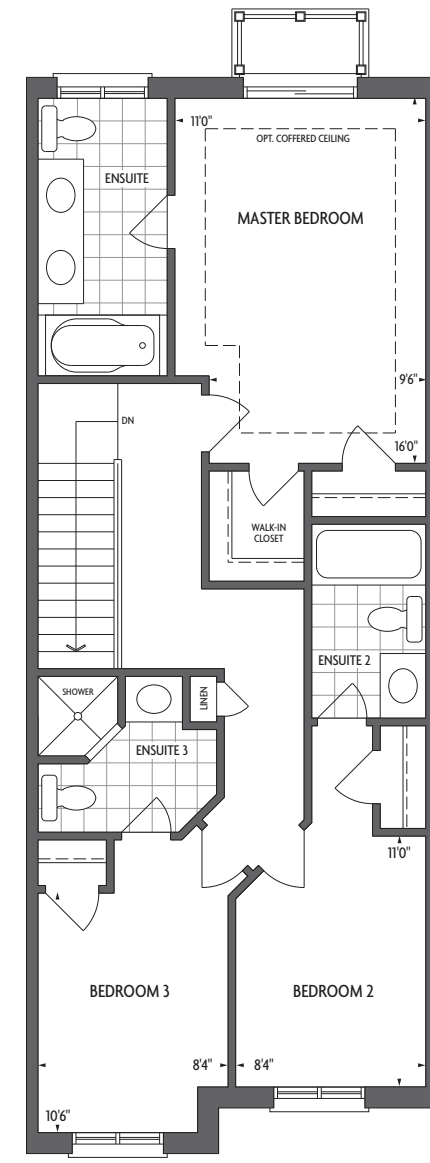 11'0"
OPT. COFFERED CEILING
ENSUITE
MASTER BEDROOM
9'6"
DN
16'0"
WALK-IN
CLOSET
ENSUITE 2
SHOWER
LINEN
ENSUITE 3
11'0"
BEDROOM 3
BEDROOM 2
8'4"
8'4"
10'6"